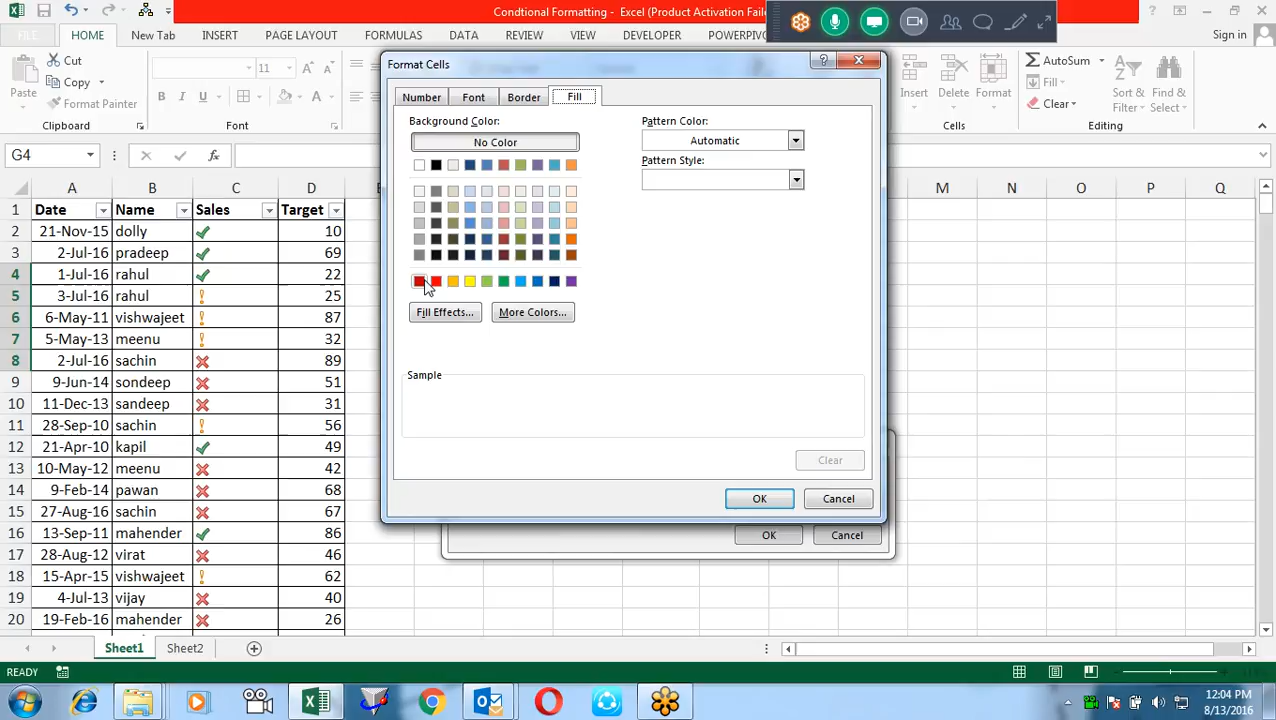 Condtional Formatting - Excel (Product Activation Faile
Sign in
HOME New Tab INSERT PAGE LAYOUT FORMULAS DATA REVIEW VIEW DEVELOPER POWERPIVOT
Paste
Cut
Copy
Format Painter
Clipboard
11
B I U
Font
Insert Delete Format
Cells
AutoSum
Fill
Clear
Sort & Filter
Find & Select
Editing
G4
fx
A B C D M N O P Q
1 Date Name Sales Target
2 21-Nov-15 dolly 10
3 2-Jul-16 pradeep 69
4 1-Jul-16 rahul 22
5 3-Jul-16 rahul 25
6 6-May-11 vishwajeet 87
7 5-May-13 meenu 32
8 2-Jul-16 sachin 89
9 9-Jun-14 sondeep 51
10 11-Dec-13 sandeep 31
11 28-Sep-10 sachin 56
12 21-Apr-10 kapil 49
13 10-May-12 meenu 42
14 9-Feb-14 pawan 68
15 27-Aug-16 sachin 67
16 13-Sep-11 mahender 86
17 28-Aug-12 virat 46
18 15-Apr-15 vishwajeet 62
19 4-Jul-13 vijay 40
20 19-Feb-16 mahender 26
Format Cells
Number Font Border Fill
Background Color:
No Color
Pattern Color:
Automatic
Pattern Style:
Fill Effects... More Colors...
Sample
Clear
OK Cancel
OK Cancel
Sheet1 Sheet2
READY
12:04 PM
8/13/2016